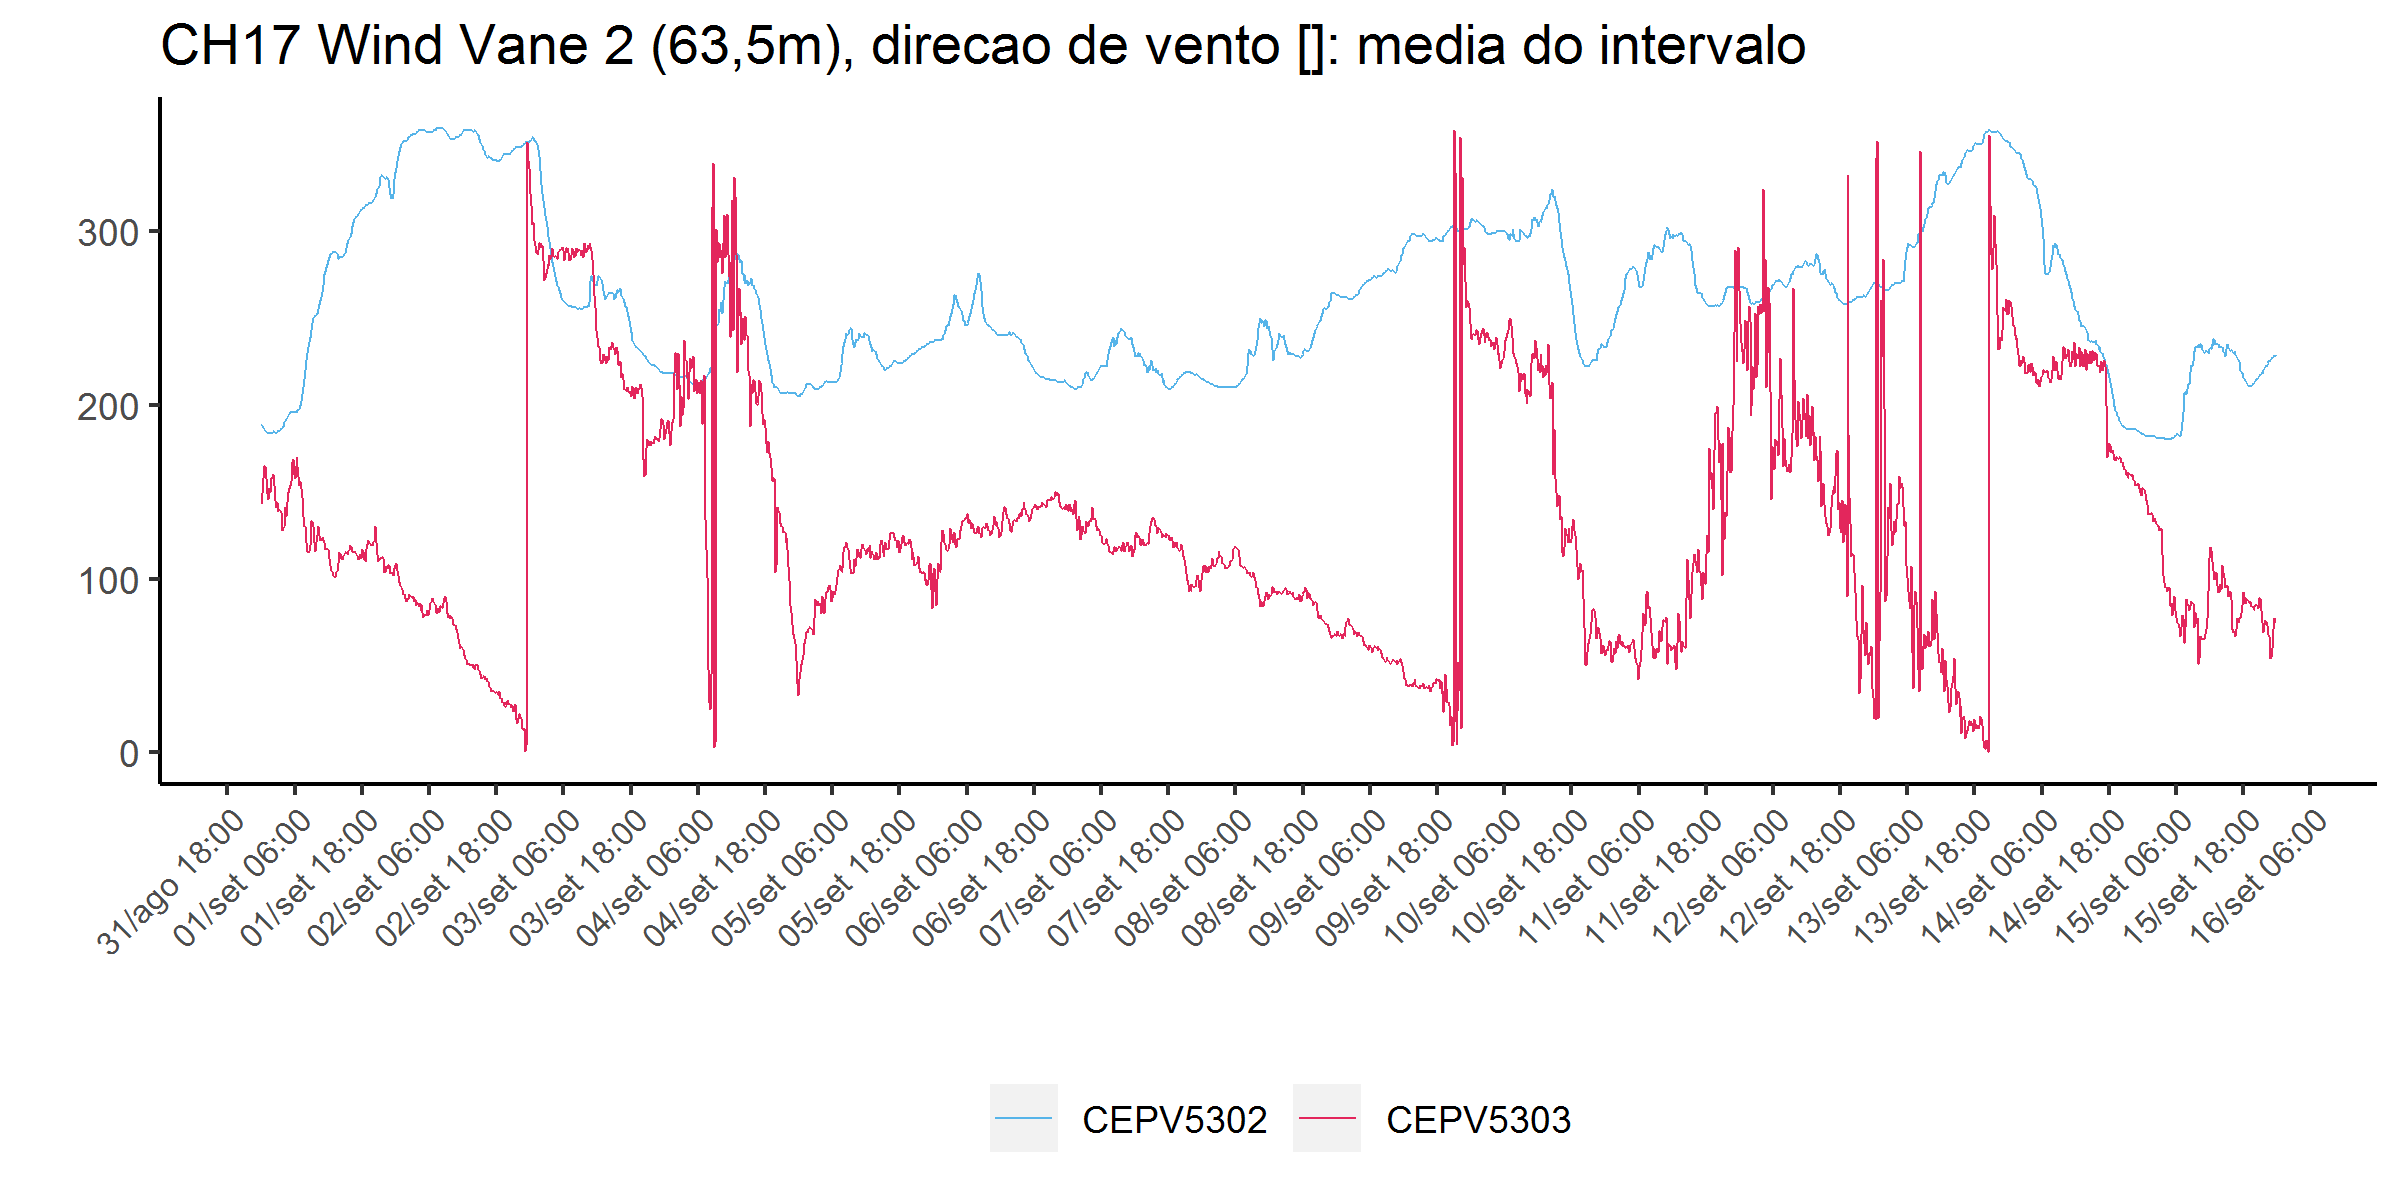 CH17 Wind Vane 2 (63,5m), direcao de vento []: media do intervalo
300
200
100
0
31/ago 18:00
01/set 06:00
01/set 18:00
02/set 06:00
02/set 18:00
03/set 06:00
03/set 18:00
04/set 06:00
04/set 18:00
05/set 06:00
05/set 18:00
06/set 06:00
06/set 18:00
07/set 06:00
07/set 18:00
08/set 06:00
08/set 18:00
09/set 06:00
09/set 18:00
10/set 06:00
10/set 18:00
11/set 06:00
11/set 18:00
12/set 06:00
12/set 18:00
13/set 06:00
13/set 18:00
14/set 06:00
14/set 18:00
15/set 06:00
15/set 18:00
16/set 06:00
CEPV5302
CEPV5303